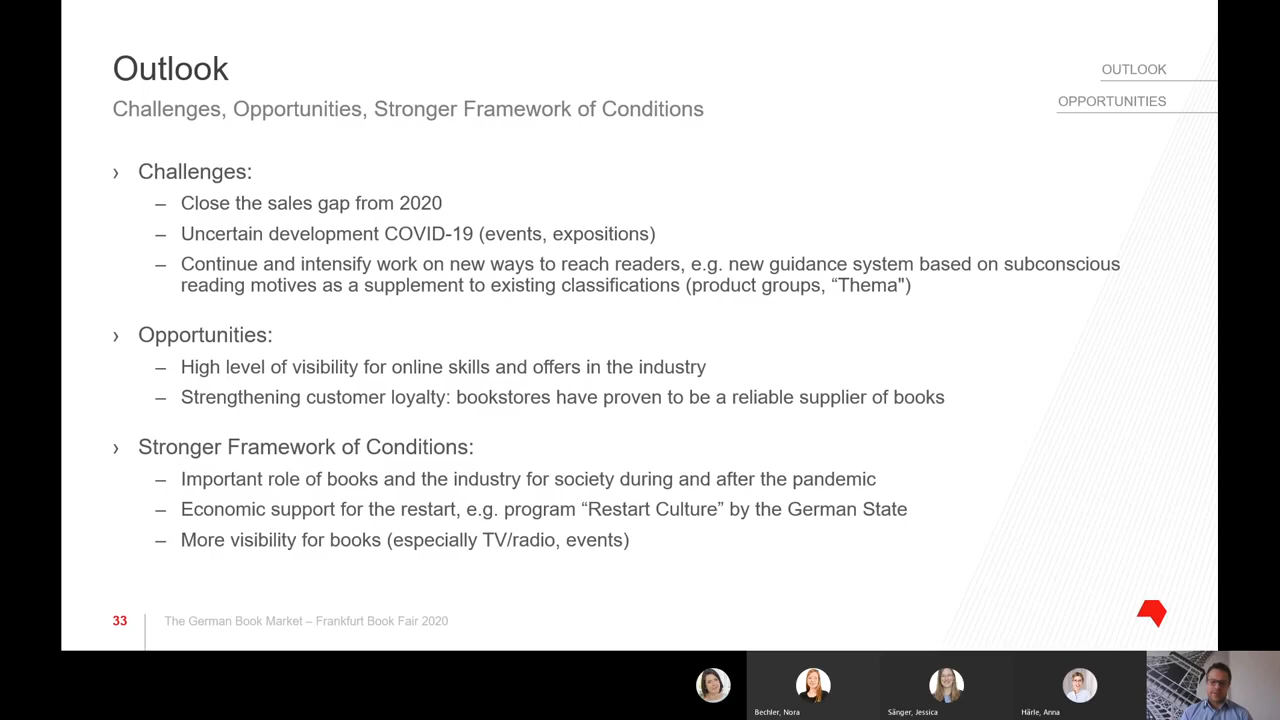 Outlook
Challenges, Opportunities, Stronger Framework of Conditions
OUTLOOK
OPPORTUNITIES
› Challenges:
– Close the sales gap from 2020
– Uncertain development COVID-19 (events, expositions)
– Continue and intensify work on new ways to reach readers, e.g. new guidance system based on subconscious
reading motives as a supplement to existing classifications (product groups, “Thema")
› Opportunities:
– High level of visibility for online skills and offers in the industry
– Strengthening customer loyalty: bookstores have proven to be a reliable supplier of books
› Stronger Framework of Conditions:
– Important role of books and the industry for society during and after the pandemic
– Economic support for the restart, e.g. program “Restart Culture” by the German State
– More visibility for books (especially TV/radio, events)
33
The German Book Market – Frankfurt Book Fair 2020
Bechler, Nora
Sänger, Jessica
Härle, Anna